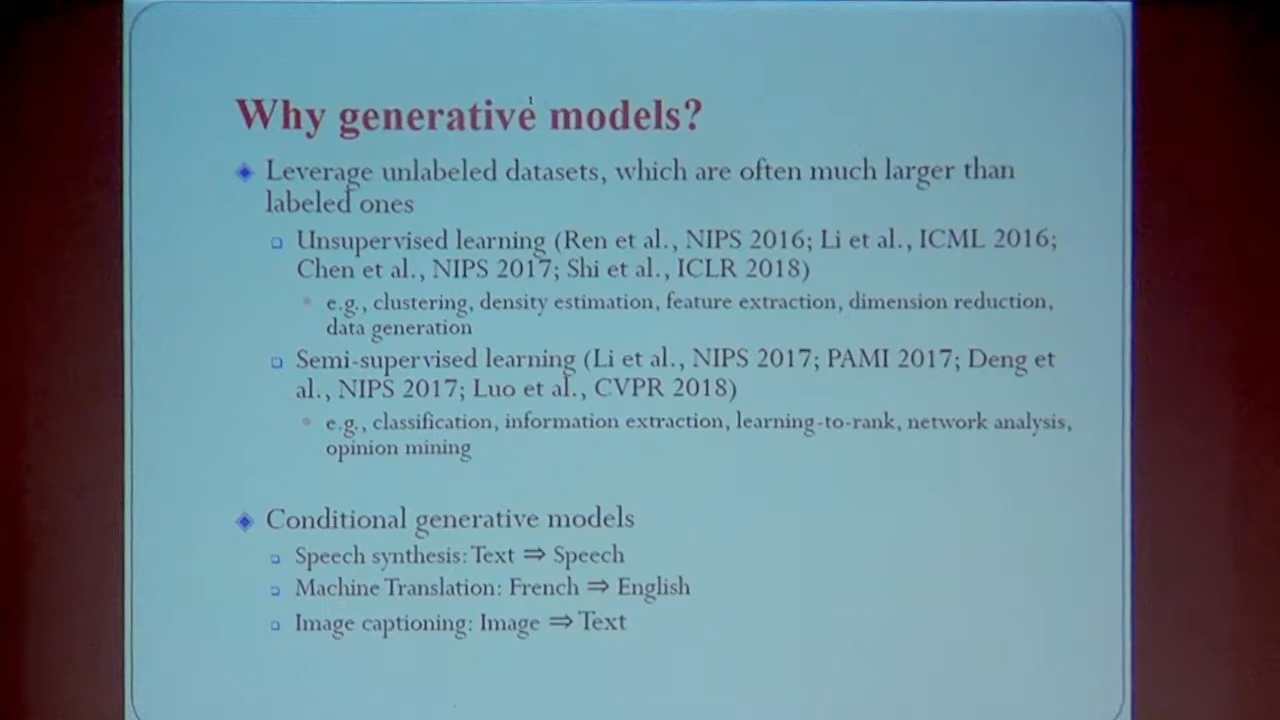 Why generative models?
Leverage unlabeled datasets, which are often much larger than
labeled ones
Unsupervised learning (Ren et al., NIPS 2016; Li et al., ICML 2016;
Chen et al., NIPS 2017; Shi et al., ICLR 2018)
e.g., clustering, density estimation, feature extraction, dimension reduction,
data generation
Semi-supervised learning (Li et al., NIPS 2017; PAMI 2017; Deng et
al., NIPS 2017; Luo et al., CVPR 2018)
e.g., classification, information extraction, learning-to-rank, network analysis,
opinion mining
Conditional generative models
Speech synthesis: Text ⇒ Speech
Machine Translation: French ⇒ English
Image captioning: Image ⇒ Text